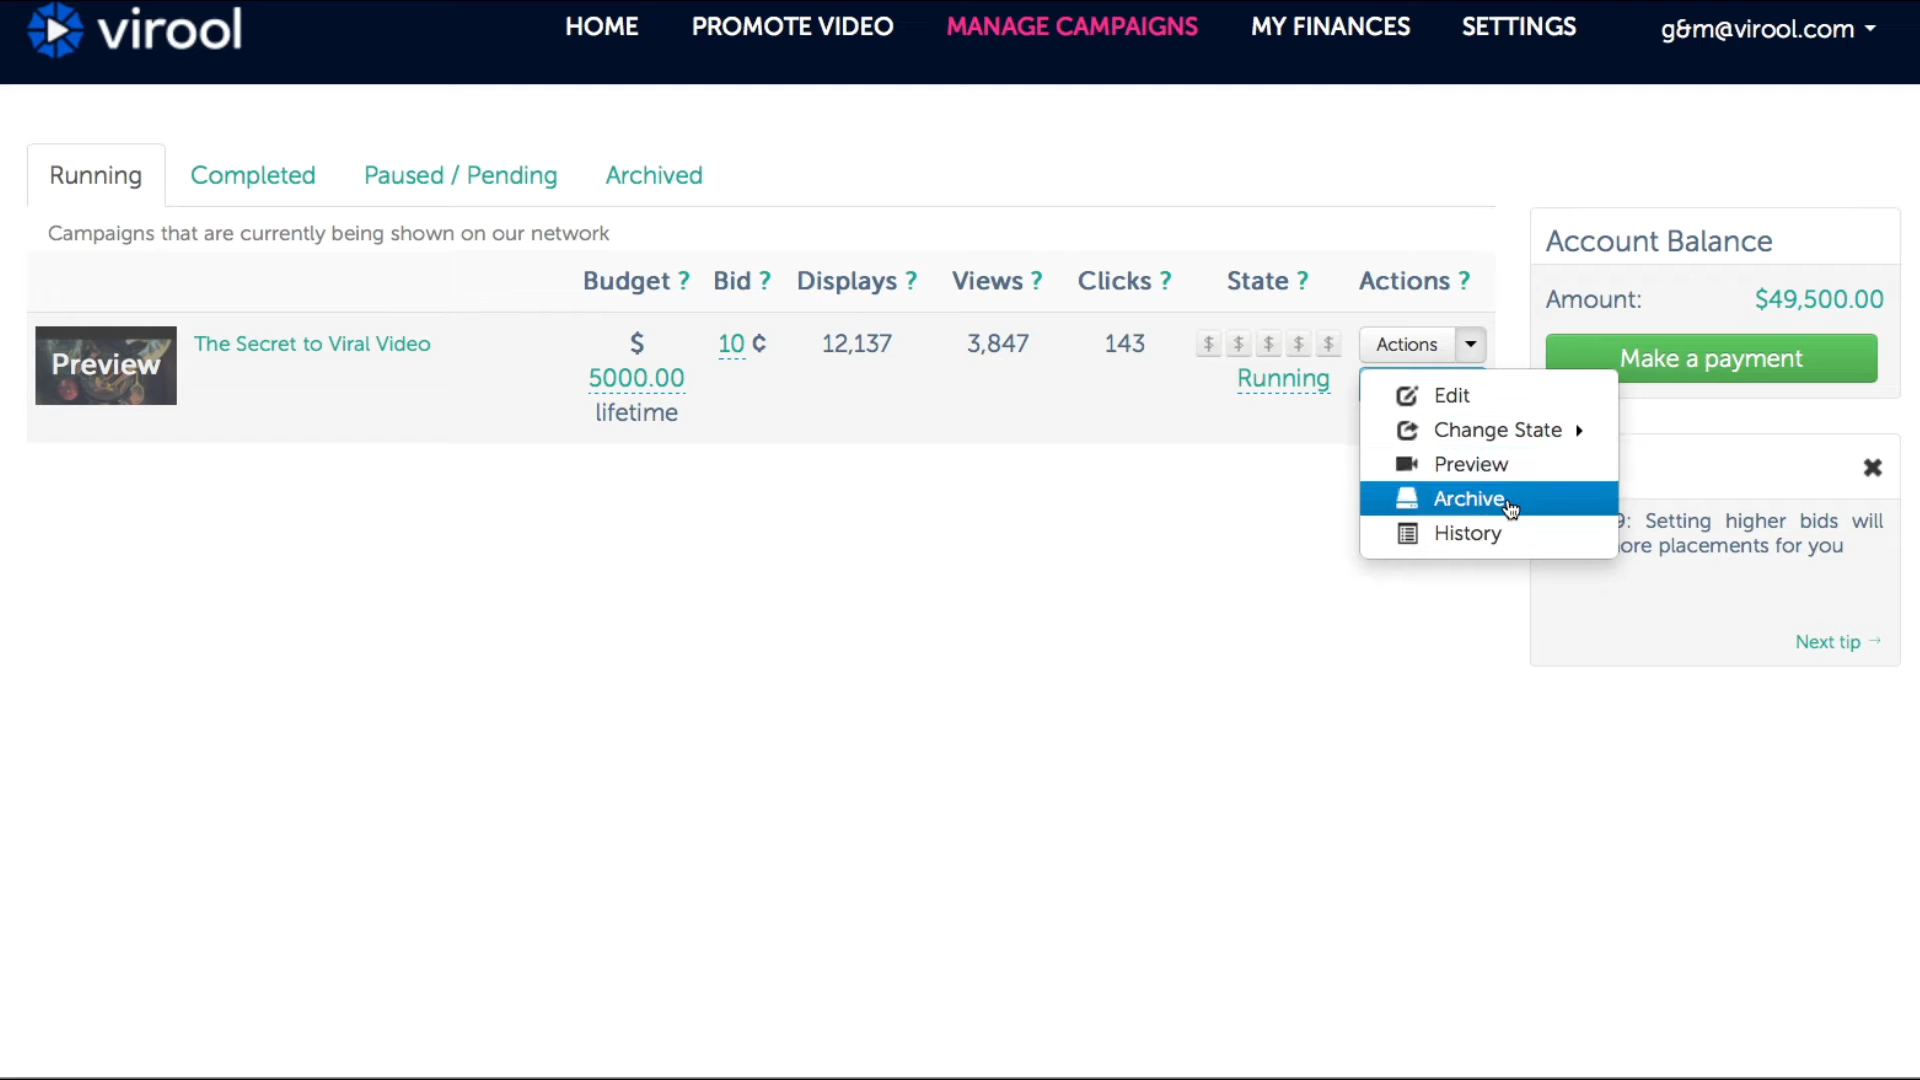 virool
HOME PROMOTE VIDEO MANAGE CAMPAIGNS MY FINANCES SETTINGS g&m@virool.com
Running Completed Paused / Pending Archived
Campaigns that are currently being shown on our network
Budget ? Bid ? Displays ? Views ? Clicks ? State ? Actions ?
Preview The Secret to Viral Video $ 10 ¢ 12,137 3,847 143 $ $ $ $ $ Actions
5000.00 Running
lifetime
Edit
Change State
Preview
Archive
History
Account Balance
Amount: $49,500.00
Make a payment
9: Setting higher bids will
placements for you
Next tip →